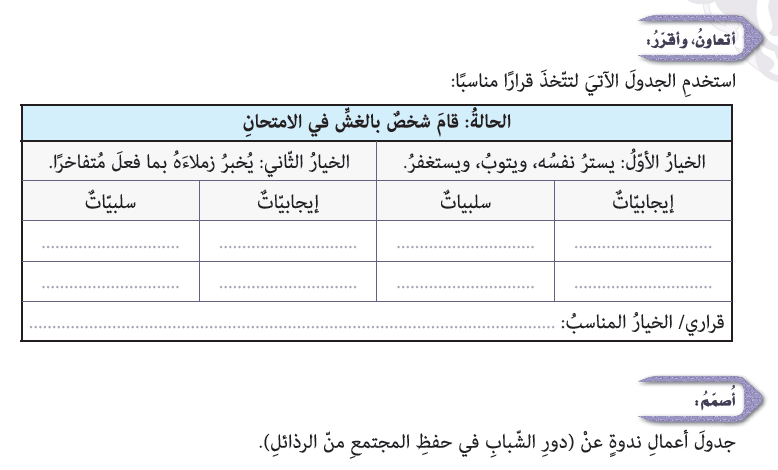 أتعاونُ، وأقرّرُ:
استخدمِ الجدولَ الآتيَ لتتّخذَ قرارًا مناسبًا:
الحالةُ: قامَ شخصٌ بالغشِّ في الامتحانِ
الخيارُ الأوّلُ: يسترُ نفسُه، ويتوبُ، ويستغفرُ. الخيارُ الثّاني: يُخبرُ زملاءَهُ بما فعلَ مُتفاخرًا.
إيجابيّاتٌ سلبياتٌ إيجابيّاتٌ سلبيّاتٌ
.............................. .............................. .............................. ..............................
.............................. .............................. .............................. ..............................
قراري/ الخيارُ المناسبُ: ..................................................................................................................
أُصمّمُ:
جدولَ أعمالِ ندوةٍ عنْ (دورِ الشّبابِ في حفظِ المجتمعِ منّ الرذائلِ).